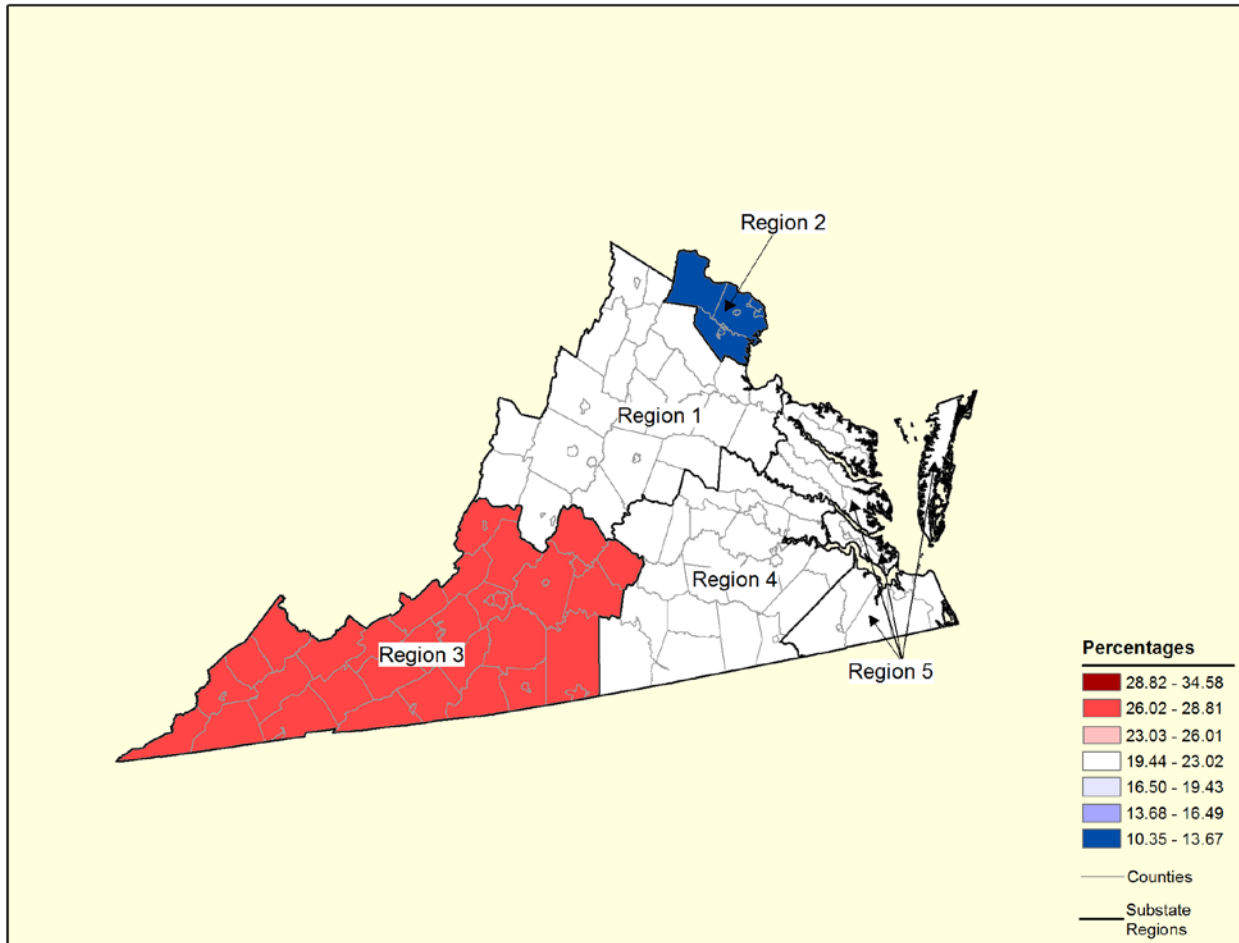 Region 2
Region 1
Region 4
Region 3
Region 5
Percentages
28.82 - 34.58
26.02 - 28.81
23.03 - 26.01
19.44 - 23.02
16.50 - 19.43
13.68 - 16.49
10.35 - 13.67
Counties
Substate
Regions